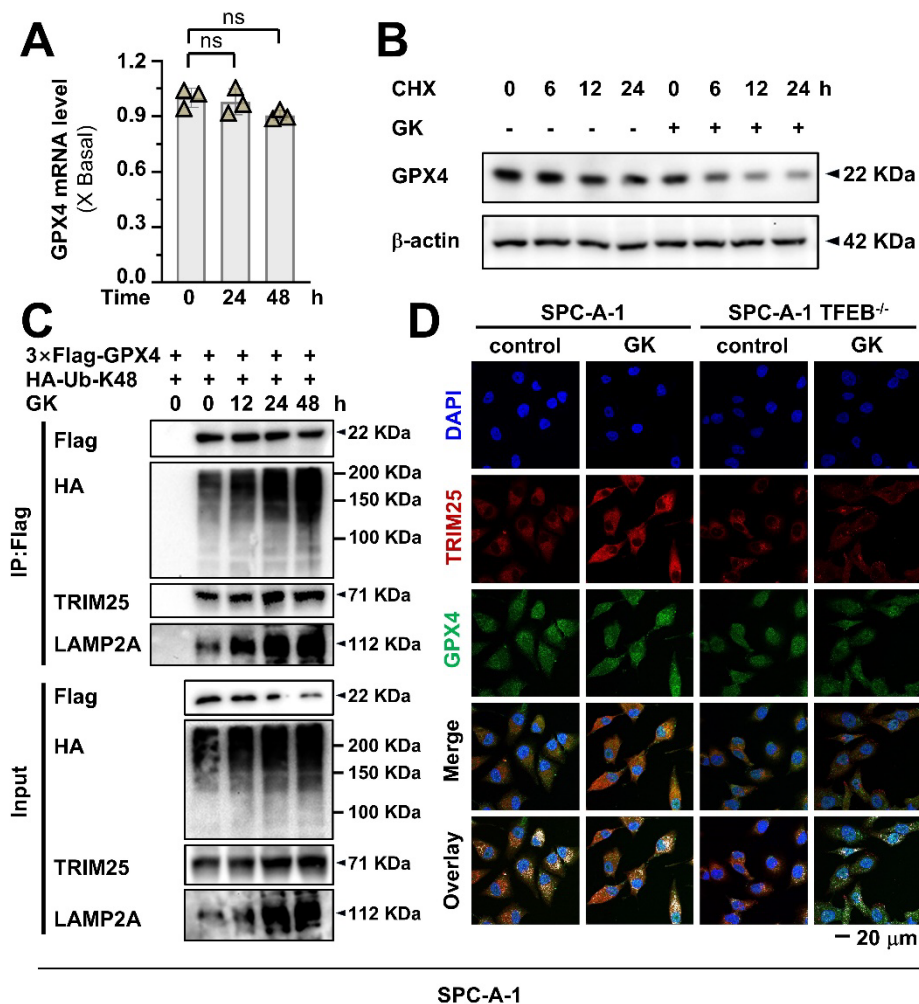 A
ns
ns
GPX4 mRNA level
(X Basal)
1.2
0.9
0.6
0.3
0.0
Time 0 24 48 h
B
CHX 0 6 12 24 0 6 12 24 h
GK - - - - + + + +
GPX4 22 KDa
β-actin 42 KDa
C
3×Flag-GPX4 + + + + +
HA-Ub-K48 + + + + +
GK 0 0 12 24 48 h
IP:Flag
Flag 22 KDa
HA 200 KDa
150 KDa
100 KDa
TRIM25 71 KDa
LAMP2A 112 KDa
Input
Flag 22 KDa
HA 200 KDa
150 KDa
100 KDa
TRIM25 71 KDa
LAMP2A 112 KDa
D
SPC-A-1 SPC-A-1 TFEB-/-
control GK control GK
DAPI
TRIM25
GPX4
Merge
Overlay
20 μm
SPC-A-1